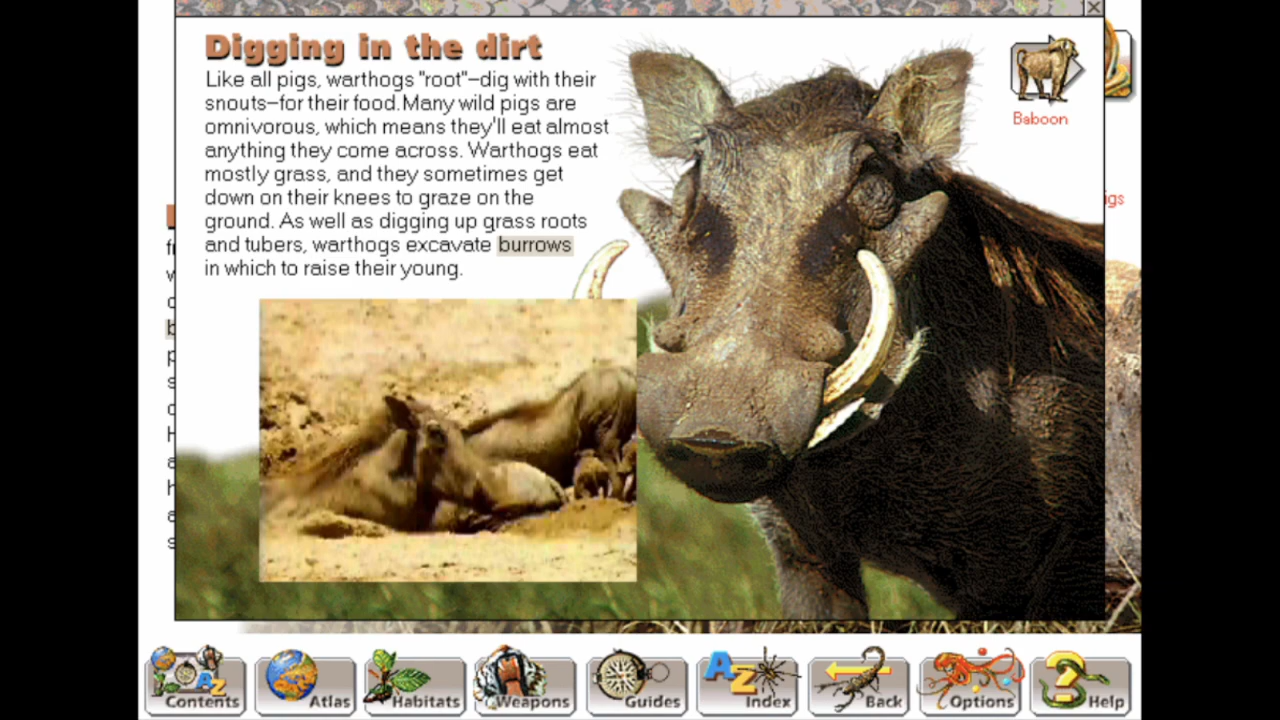 Digging in the dirt
Like all pigs, warthogs "root"–dig with their
snouts–for their food. Many wild pigs are
omnivorous, which means they'll eat almost
anything they come across. Warthogs eat
mostly grass, and they sometimes get
down on their knees to graze on the
ground. As well as digging up grass roots
and tubers, warthogs excavate burrows
in which to raise their young.
Baboon
igs
Contents
Atlas
Habitats
Weapons
Guides
AZ
Index
Back
Options
?
Help